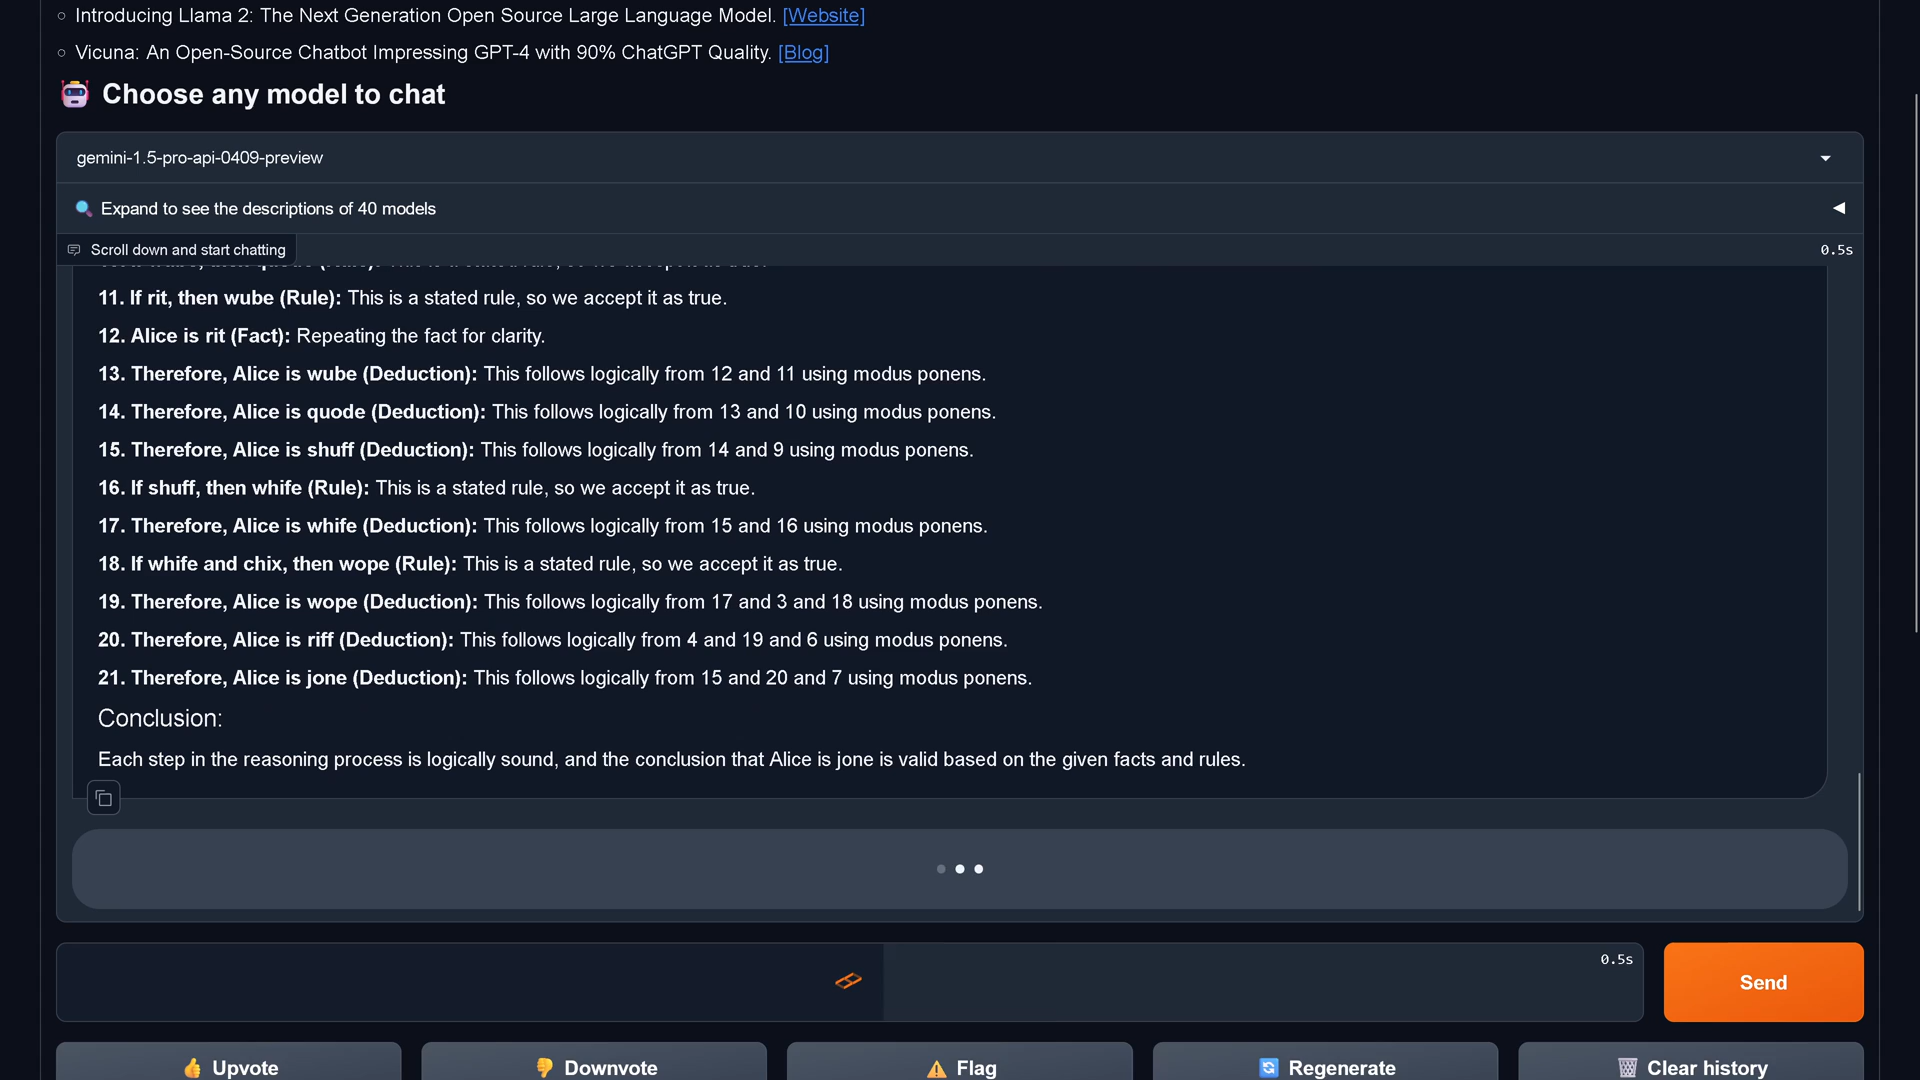 Introducing Llama 2: The Next Generation Open Source Large Language Model. [Website]
Vicuna: An Open-Source Chatbot Impressing GPT-4 with 90% ChatGPT Quality. [Blog]
Choose any model to chat
gemini-1.5-pro-api-0409-preview
Expand to see the descriptions of 40 models
Scroll down and start chatting
0.5s
11. If rit, then wube (Rule): This is a stated rule, so we accept it as true.
12. Alice is rit (Fact): Repeating the fact for clarity.
13. Therefore, Alice is wube (Deduction): This follows logically from 12 and 11 using modus ponens.
14. Therefore, Alice is quode (Deduction): This follows logically from 13 and 10 using modus ponens.
15. Therefore, Alice is shuff (Deduction): This follows logically from 14 and 9 using modus ponens.
16. If shuff, then whife (Rule): This is a stated rule, so we accept it as true.
17. Therefore, Alice is whife (Deduction): This follows logically from 15 and 16 using modus ponens.
18. If whife and chix, then wope (Rule): This is a stated rule, so we accept it as true.
19. Therefore, Alice is wope (Deduction): This follows logically from 17 and 3 and 18 using modus ponens.
20. Therefore, Alice is riff (Deduction): This follows logically from 4 and 19 and 6 using modus ponens.
21. Therefore, Alice is jone (Deduction): This follows logically from 15 and 20 and 7 using modus ponens.
Conclusion:
Each step in the reasoning process is logically sound, and the conclusion that Alice is jone is valid based on the given facts and rules.
0.5s
Send
Upvote
Downvote
Flag
Regenerate
Clear history